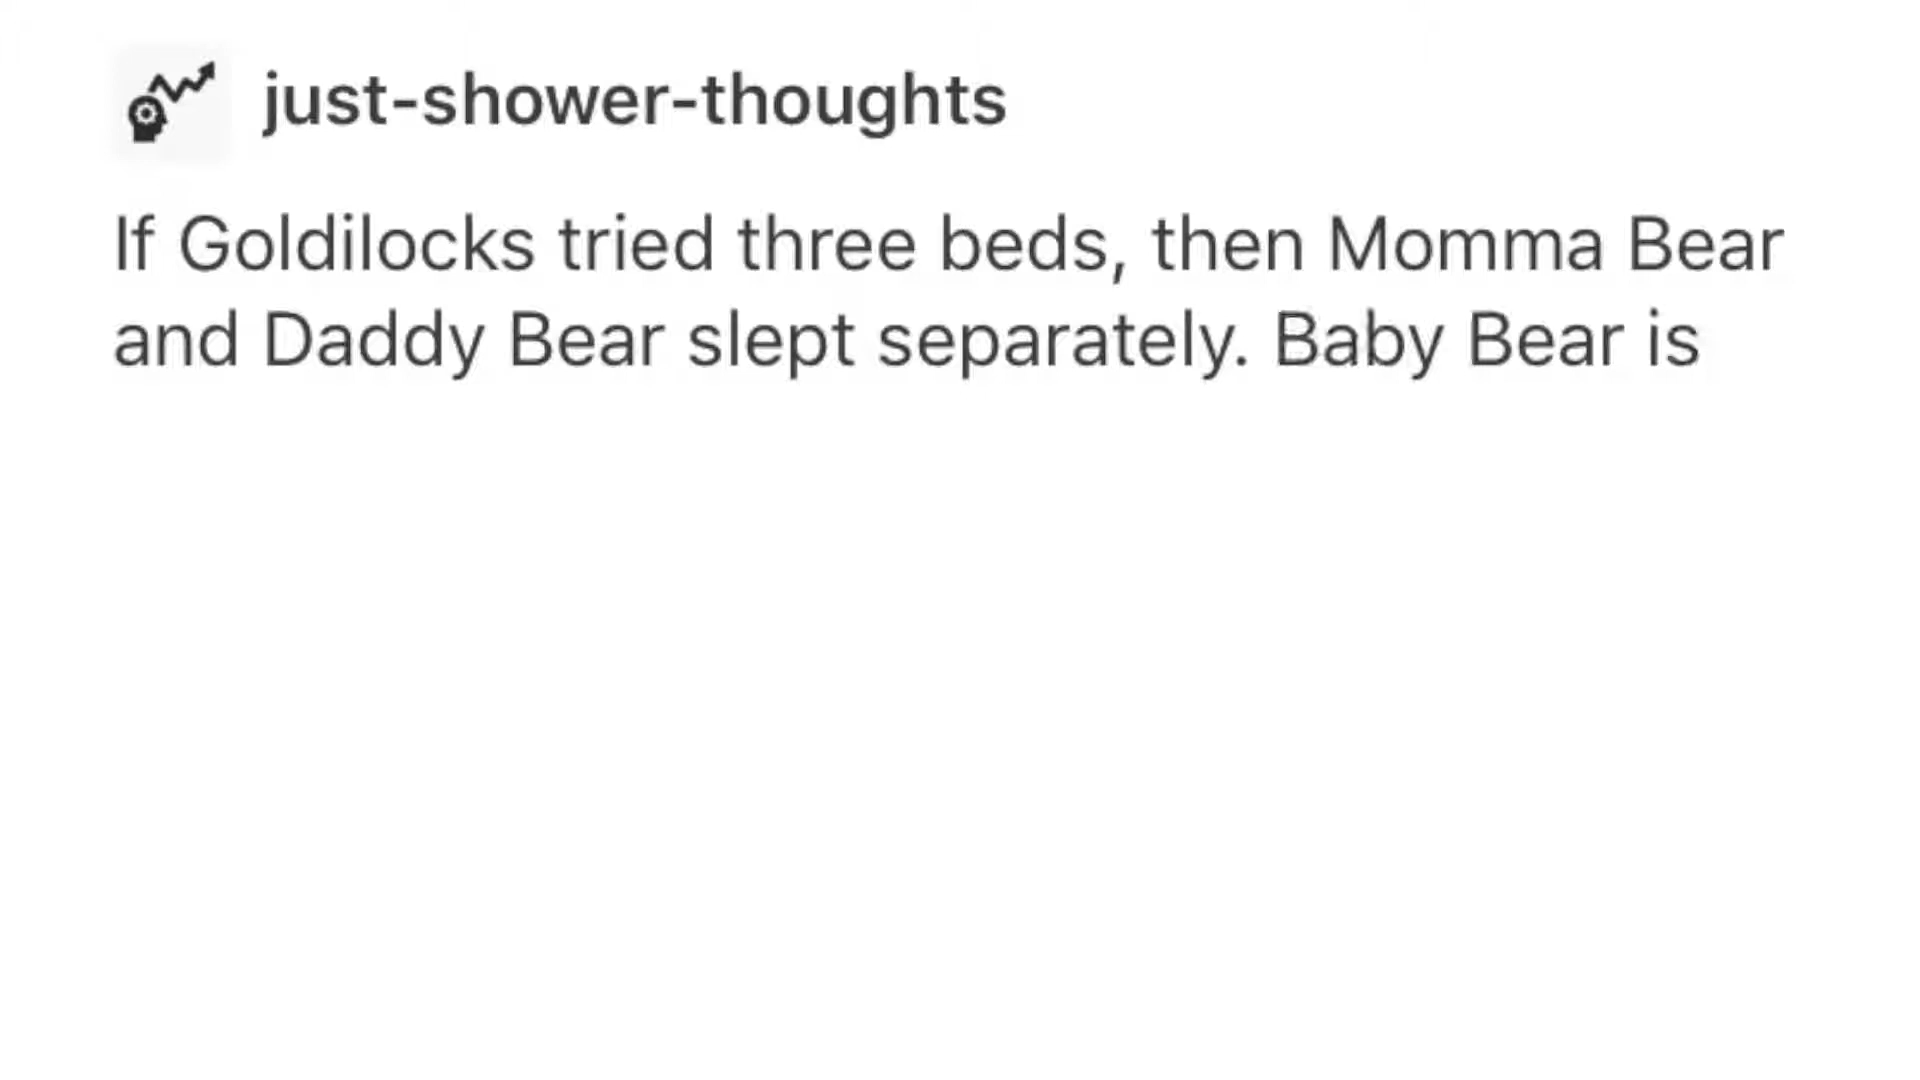 just-shower-thoughts
If Goldilocks tried three beds, then Momma Bear
and Daddy Bear slept separately. Baby Bear is